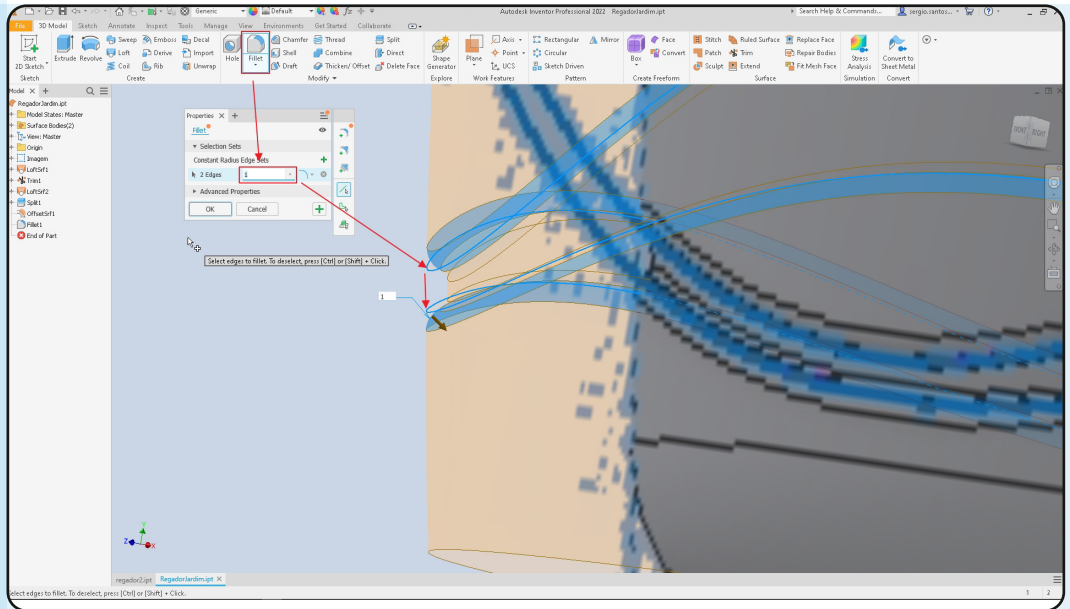 Generic
Default
Autodesk Inventor Professional 2022 RegadorJardim.ipt
Search Help & Commands...
sergio.santos...
File 3D Model Sketch Annotate Inspect Tools Manage View Environments Get Started Collaborate
Start
2D Sketch
Extrude
Revolve
Sweep Emboss Decal
Loft Derive Import
Coil Rib Unwrap
Hole
Fillet
Chamfer Thread Split
Shell Combine Direct
Draft Thicken/ Offset Delete Face
Shape
Generator
Plane
Axis
Point
UCS
Rectangular Mirror
Circular
Sketch Driven
Box
Face
Convert
Stitch Ruled Surface Replace Face
Patch Trim Repair Bodies
Sculpt Extend Fit Mesh Face
Stress
Analysis
Convert to
Sheet Metal
Sketch Create Modify Explore Work Features Pattern Create Freeform Surface Simulation Convert
Model
RegadorJardim.ipt
Model States: Master
Surface Bodies(2)
View: Master
Origin
Imagem
LoftSrf1
Trim1
LoftSrf2
Split1
OffsetSrf1
Fillet1
End of Part
Properties
Fillet
Selection Sets
Constant Radius Edge Sets
2 Edges 1
Advanced Properties
OK Cancel
Select edges to fillet. To deselect, press [Ctrl] or [Shift] + Click.
1
FRONT RIGHT
Y
Z
X
regador2.ipt RegadorJardim.ipt
Select edges to fillet. To deselect, press [Ctrl] or [Shift] + Click.
1 2